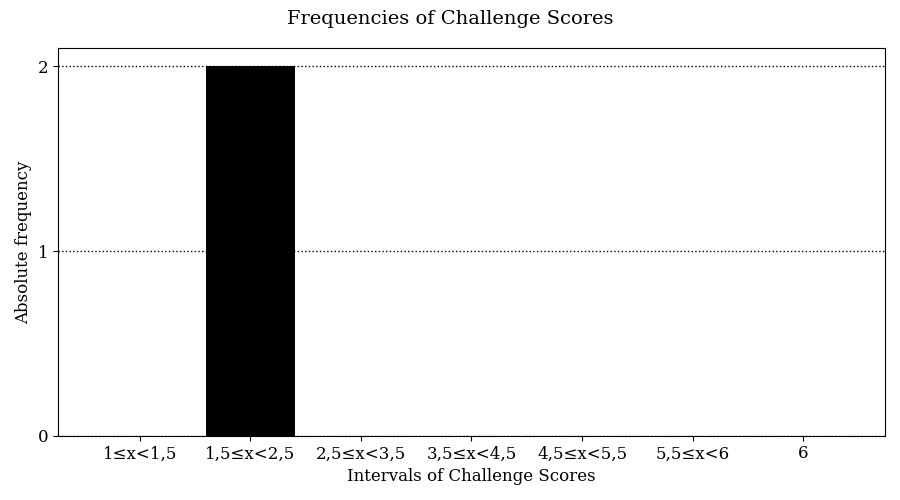 Frequencies of Challenge Scores
Absolute frequency
2
1
0
1≤x<1,5 1,5≤x<2,5 2,5≤x<3,5 3,5≤x<4,5 4,5≤x<5,5 5,5≤x<6 6
Intervals of Challenge Scores